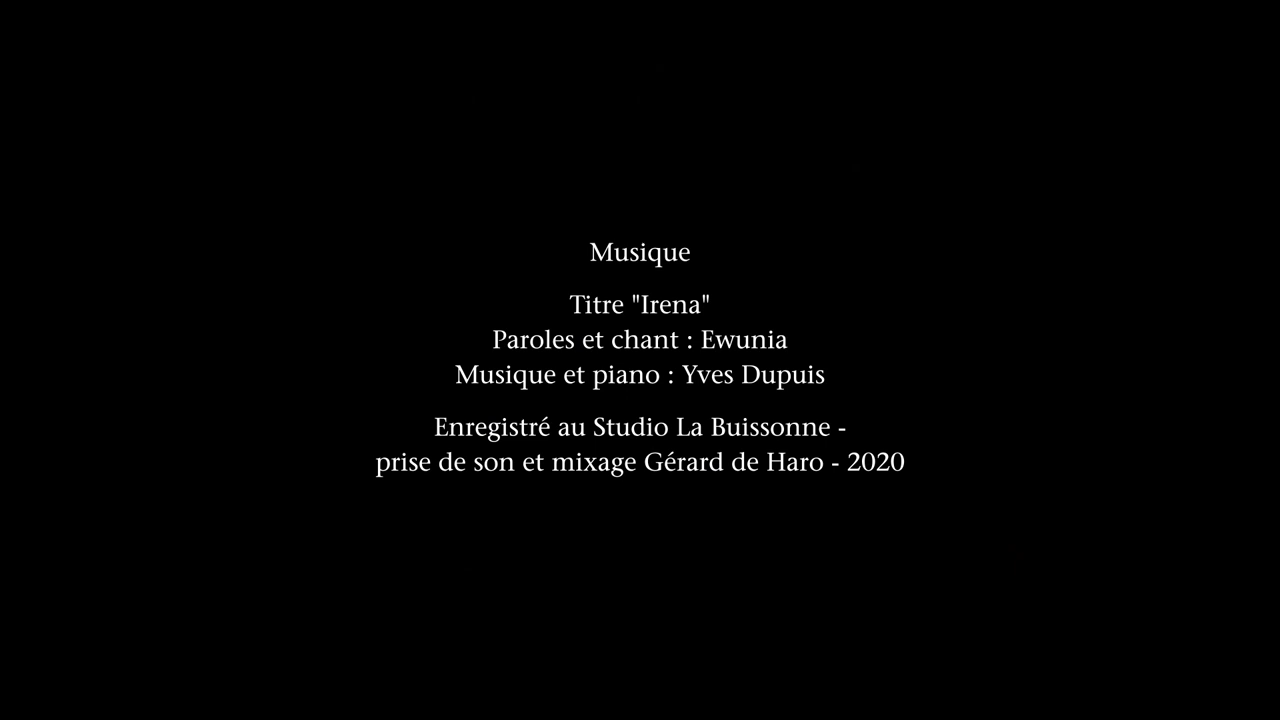 Musique
Titre "Irena"
Paroles et chant : Ewunia
Musique et piano : Yves Dupuis
Enregistré au Studio La Buissonne -
prise de son et mixage Gérard de Haro - 2020